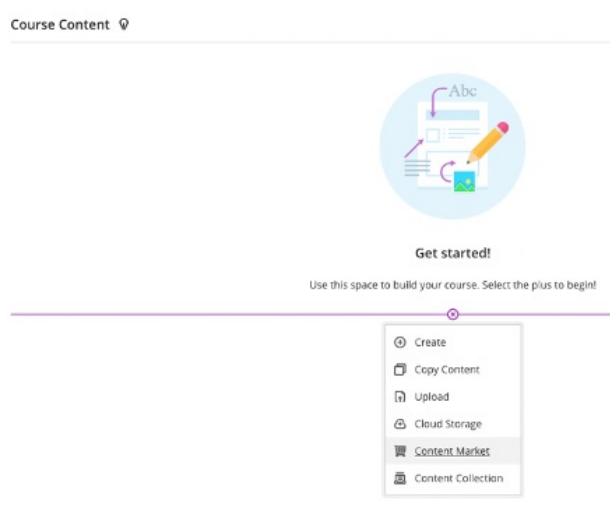 Course Content
Abc
Get started!
Use this space to build your course. Select the plus to begin!
Create
Copy Content
Upload
Cloud Storage
Content Market
Content Collection